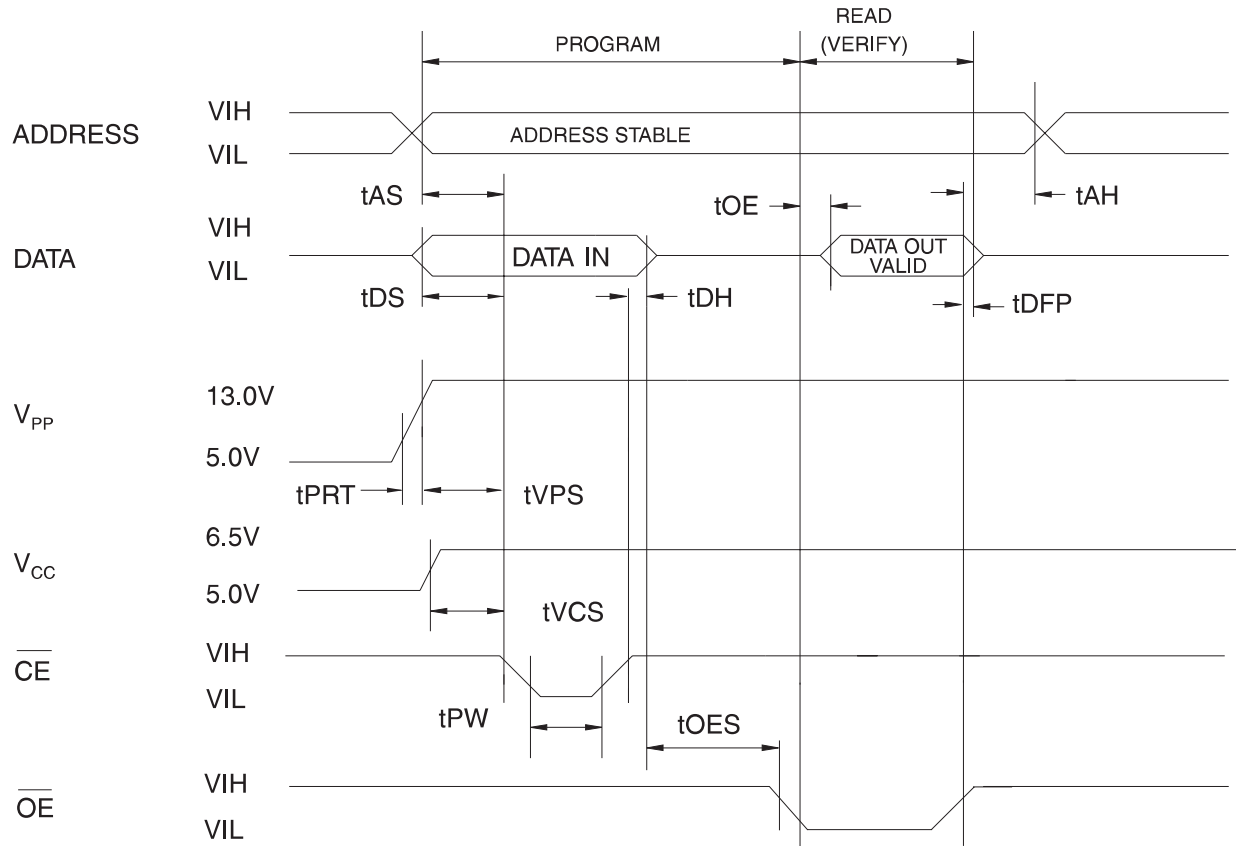 READ
PROGRAM (VERIFY)
ADDRESS VIH
VIL
ADDRESS STABLE
tAS
tOE
tAH
DATA VIH
VIL
DATA IN
DATA OUT
VALID
tDS
tDH
tDFP
VPP 13.0V
5.0V
tPRT
tVPS
VCC 6.5V
5.0V
tVCS
CE VIH
VIL
tPW
tOES
OE VIH
VIL